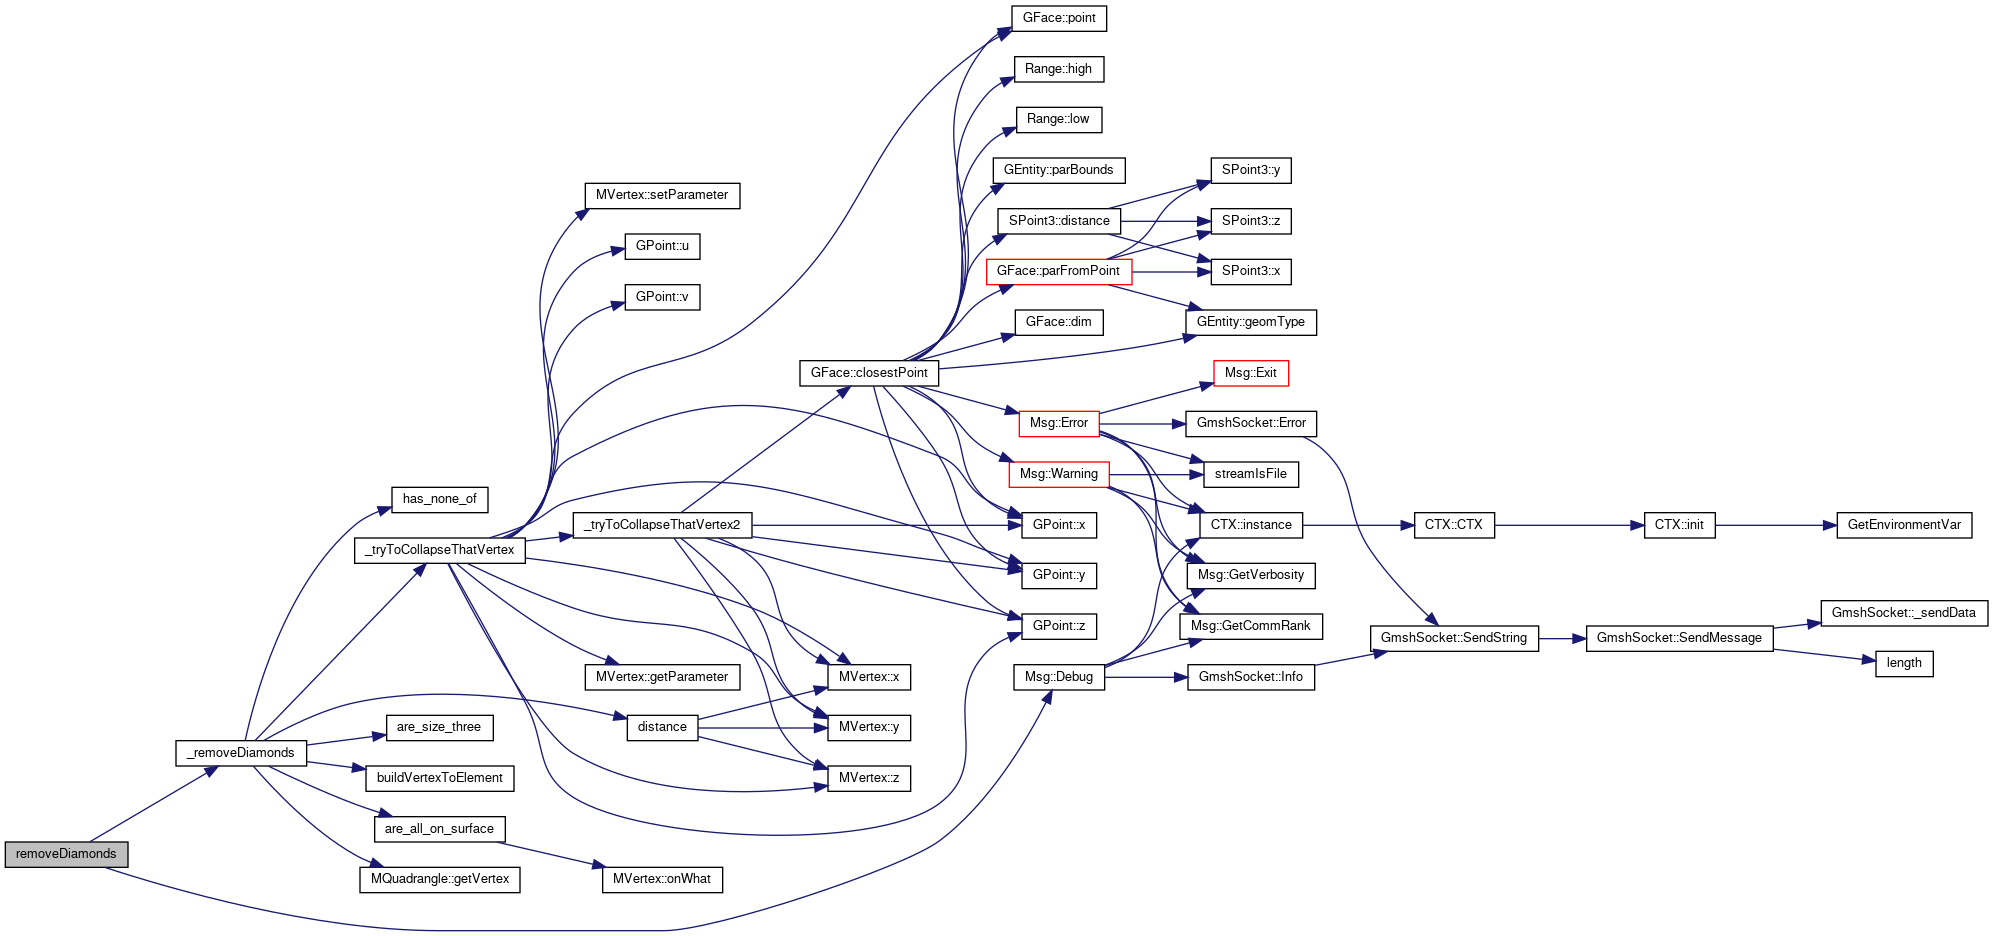 removeDiamonds
_removeDiamonds
has_none_of
_tryToCollapseThatVertex
are_size_three
buildVertexToElement
are_all_on_surface
MQuadrangle::getVertex
MVertex::setParameter
GPoint::u
GPoint::v
_tryToCollapseThatVertex2
MVertex::getParameter
distance
MVertex::onWhat
GFace::closestPoint
MVertex::x
MVertex::y
MVertex::z
GFace::point
Range::high
Range::low
GEntity::parBounds
SPoint3::distance
GFace::parFromPoint
GFace::dim
Msg::Error
Msg::Warning
GPoint::x
GPoint::y
GPoint::z
Msg::Debug
SPoint3::y
SPoint3::z
SPoint3::x
GEntity::geomType
Msg::Exit
GmshSocket::Error
streamIsFile
CTX::instance
Msg::GetVerbosity
Msg::GetCommRank
GmshSocket::Info
CTX::CTX
GmshSocket::SendString
CTX::init
GmshSocket::SendMessage
GetEnvironmentVar
GmshSocket::_sendData
length